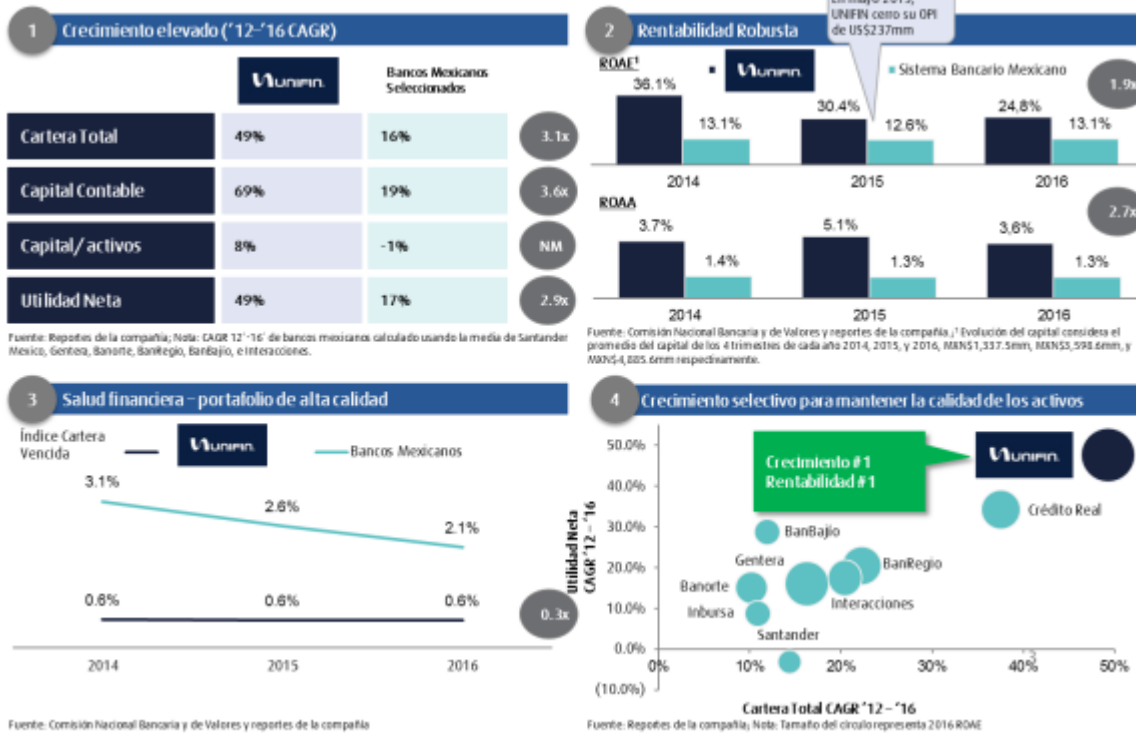 1 Crecimiento elevado ('12–'16 CAGR)
UNIFIN
Bancos Mexicanos
Seleccionados
Cartera Total 49% 16% 3.1x
Capital Contable 69% 19% 3.6x
Capital/ activos 8% -1% NM
Utilidad Neta 49% 17% 2.9x
Fuente: Reportes de la compañía; Nota: CAGR 12'-16' de bancos mexicanos calculado usando la media de Santander
Mexico, Gentera, Banorte, BanRegio, BanBajío, e Interacciones.
2 Rentabilidad Robusta
En mayo 2015,
UNIFIN cerro su OPI
de US$237mm
ROAE¹
UNIFIN
Sistema Bancario Mexicano
1.9x
36.1% 13.1% 30.4% 12.6% 24,8% 13.1%
2014 2015 2016
ROAA
2.7x
3.7% 1.4% 5.1% 1.3% 3,6% 1.3%
2014 2015 2016
Fuente: Comisión Nacional Bancaria y de Valores y reportes de la compañía.,¹ Evolución del capital considera el
promedio del capital de los 4 trimestres de cada año 2014, 2015, y 2016, MXN$1,337.5mm, MXN$3,598.6mm, y
MXN$4,885.6mm respectivamente.
3 Salud financiera – portafolio de alta calidad
Índice Cartera
Vencida
UNIFIN
Bancos Mexicanos
3.1% 2.6% 2.1%
0.6% 0.6% 0.6%
0.3x
2014 2015 2016
Fuente: Comisión Nacional Bancaria y de Valores y reportes de la compañía
4 Crecimiento selectivo para mantener la calidad de los activos
Utilidad Neta
CAGR '12 – '16
50.0%
40.0%
30.0%
20.0%
10.0%
0.0%
(10.0%)
Crecimiento #1
Rentabilidad #1
UNIFIN
Crédito Real
BanBajío
Gentera
BanRegio
Banorte
Interacciones
Inbursa
Santander
3
0% 10% 20% 30% 40% 50%
Cartera Total CAGR '12 – '16
Fuente: Reportes de la compañía; Nota: Tamaño del círculo representa 2016 ROAE